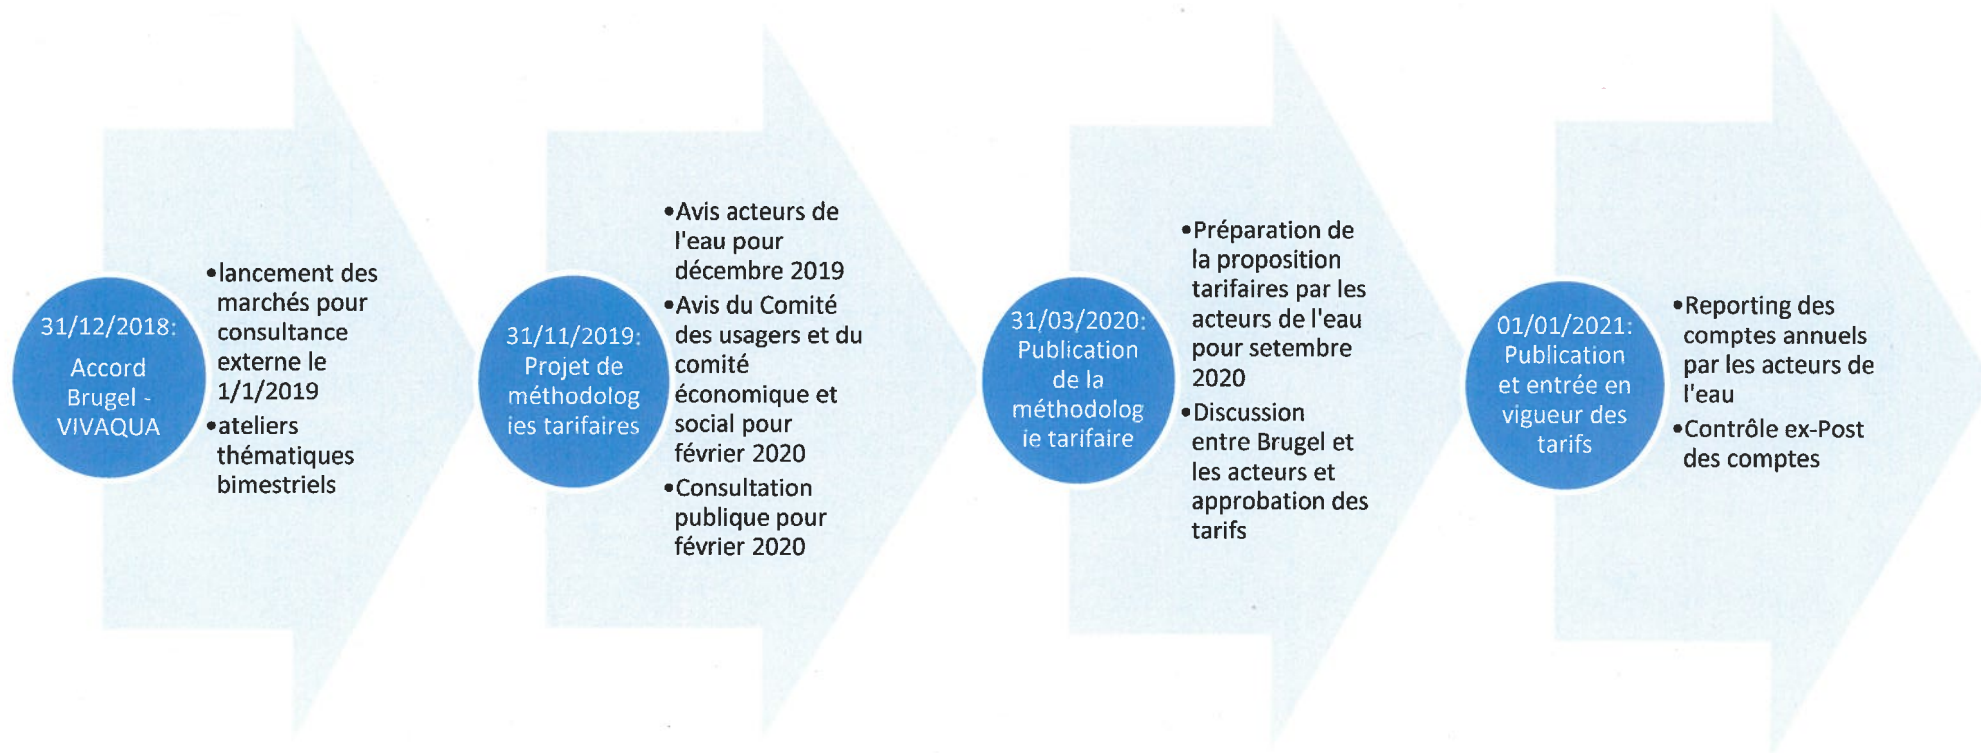 31/12/2018:
Accord
Brugel -
VIVAQUA
•lancement des
marchés pour
consultance
externe le
1/1/2019
•ateliers
thématiques
bimestriels
31/11/2019:
Projet de
méthodolog
ies tarifaires
•Avis acteurs de
l'eau pour
décembre 2019
•Avis du Comité
des usagers et du
comité
économique et
social pour
février 2020
•Consultation
publique pour
février 2020
31/03/2020:
Publication
de la
méthodolog
ie tarifaire
•Préparation de
la proposition
tarifaires par les
acteurs de l'eau
pour setembre
2020
•Discussion
entre Brugel et
les acteurs et
approbation des
tarifs
01/01/2021:
Publication
et entrée en
vigueur des
tarifs
•Reporting des
comptes annuels
par les acteurs de
l'eau
•Contrôle ex-Post
des comptes